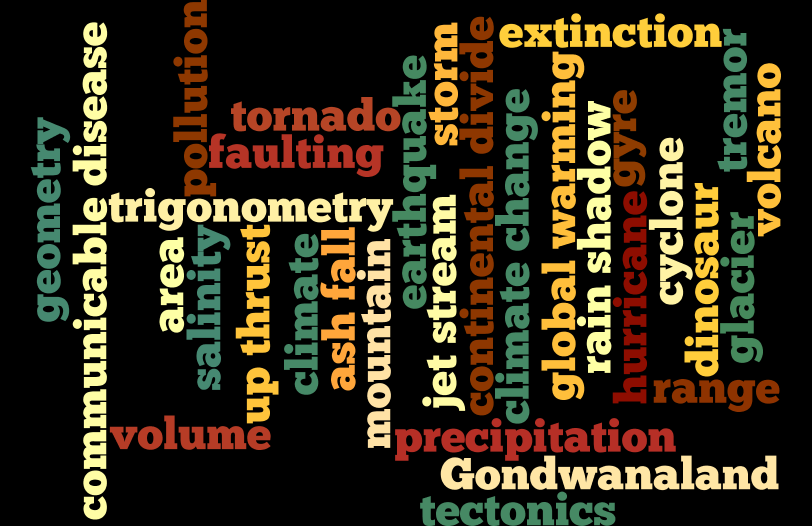 pollution
extinction
storm
continental divide
communicable disease
tremor
global warming
earthquake
volcano
climate change
gyre
tornado
rain shadow
geometry
faulting
cyclone
trigonometry
dinosaur
hurricane
jet stream
glacier
up thrust
salinity
ash fall
climate
area
mountain
range
volume
precipitation
Gondwanaland
tectonics